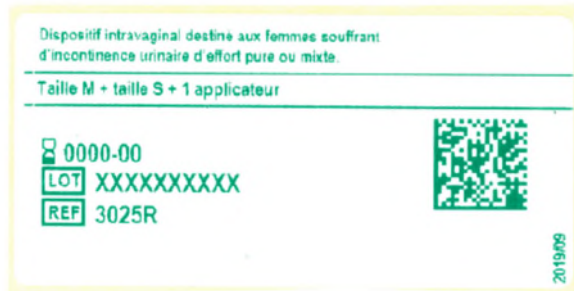 Dispositif intravaginal destiné aux femmes souffrant
d'incontinence urinaire d'effort pure ou mixte.
Taille M + taille S + 1 applicateur
0000-00
LOT XXXXXXXXXX
REF 3025R
2019/09